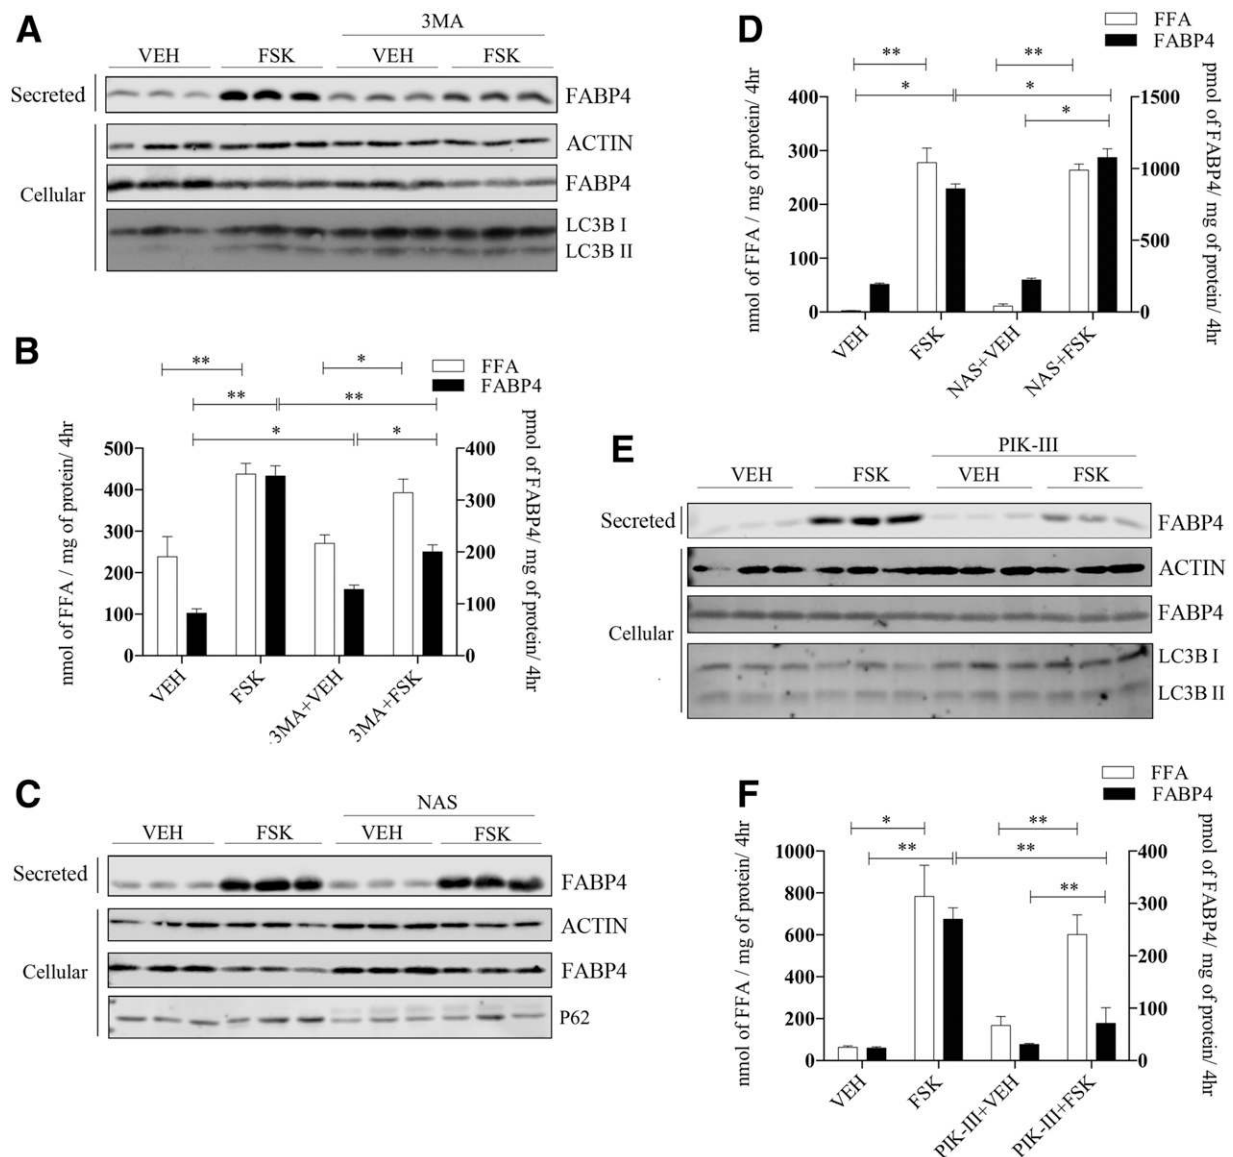 A
3MA
VEH FSK VEH FSK
Secreted
FABP4
ACTIN
Cellular
FABP4
LC3B I
LC3B II
B
** *
FFA
FABP4
** **
* *
nmol of FFA / mg of protein/ 4hr
500
400
300
200
100
0
400
300
200
100
0
pmol of FABP4/ mg of protein/ 4hr
VEH
FSK
3MA+VEH
3MA+FSK
C
NAS
VEH FSK VEH FSK
Secreted
FABP4
ACTIN
Cellular
FABP4
P62
D
FFA
FABP4
** **
* *
*
nmol of FFA / mg of protein/ 4hr
400
300
200
100
0
1500
1000
500
0
pmol of FABP4/ mg of protein/ 4hr
VEH
FSK
NAS+VEH
NAS+FSK
E
PIK-III
VEH FSK VEH FSK
Secreted
FABP4
ACTIN
FABP4
Cellular
LC3B I
LC3B II
F
FFA
FABP4
* **
** **
**
nmol of FFA / mg of protein/ 4hr
1000
800
600
400
200
0
400
300
200
100
0
pmol of FABP4/ mg of protein/ 4hr
VEH
FSK
PIK-III+VEH
PIK-III+FSK